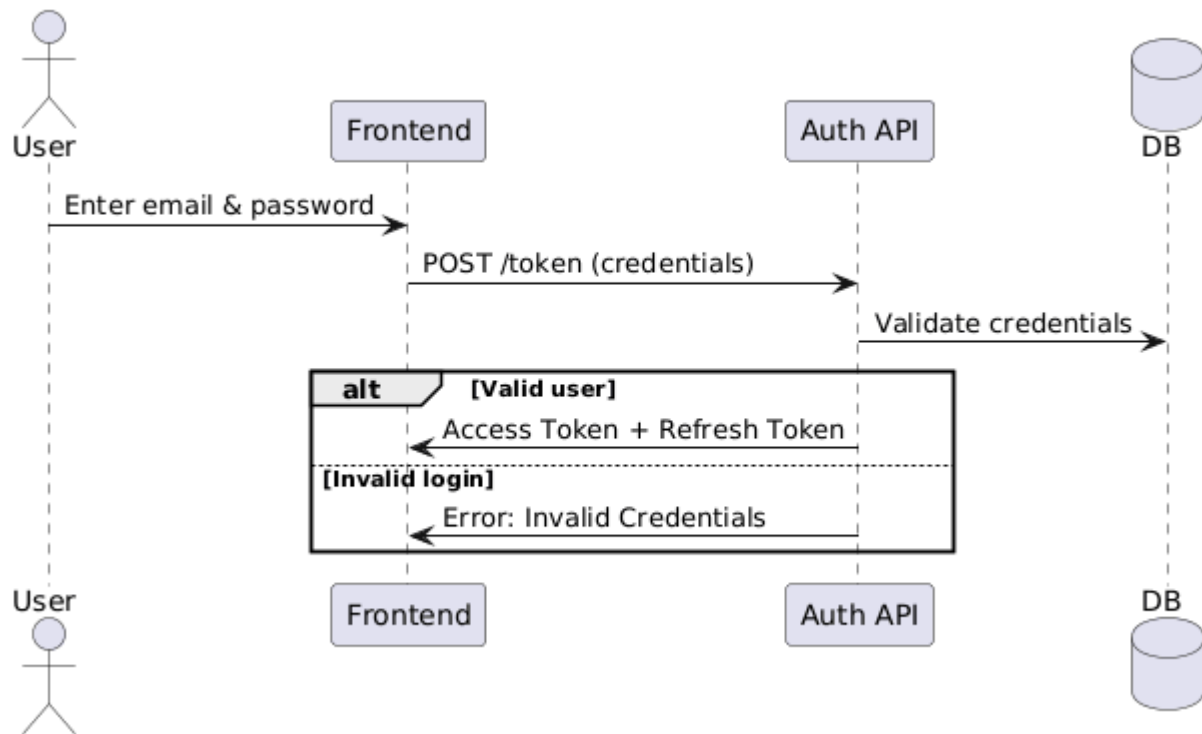 User
Frontend
Auth API
DB
Enter email & password
POST /token (credentials)
Validate credentials
alt
[Valid user]
Access Token + Refresh Token
[Invalid login]
Error: Invalid Credentials
User
Frontend
Auth API
DB